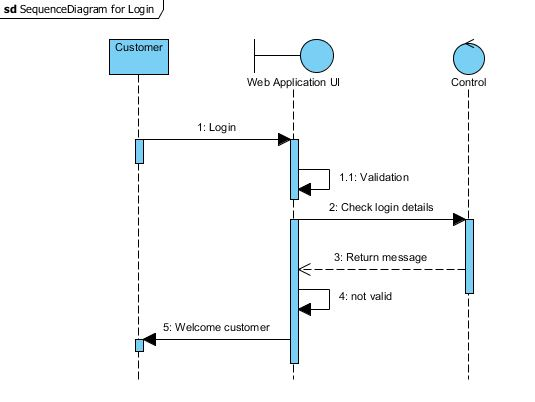 sd SequenceDiagram for Login
Customer
Web Application UI
Control
1: Login
1.1: Validation
2: Check login details
3: Return message
4: not valid
5: Welcome customer